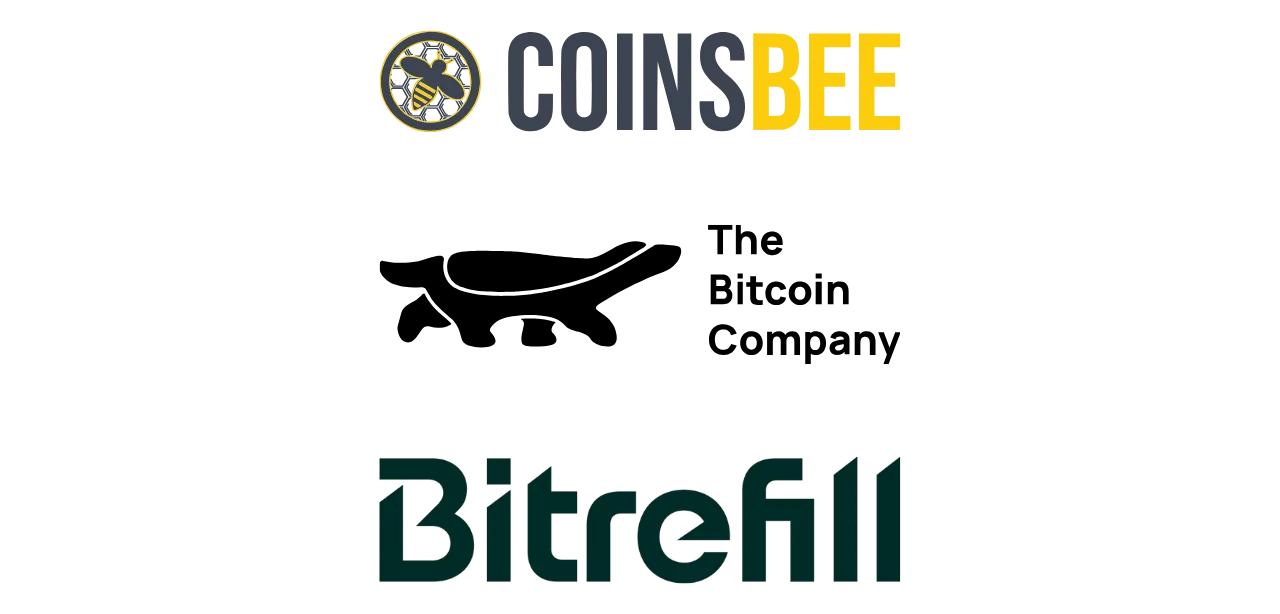 COINSBEE
The
Bitcoin
Company
Bitrefill